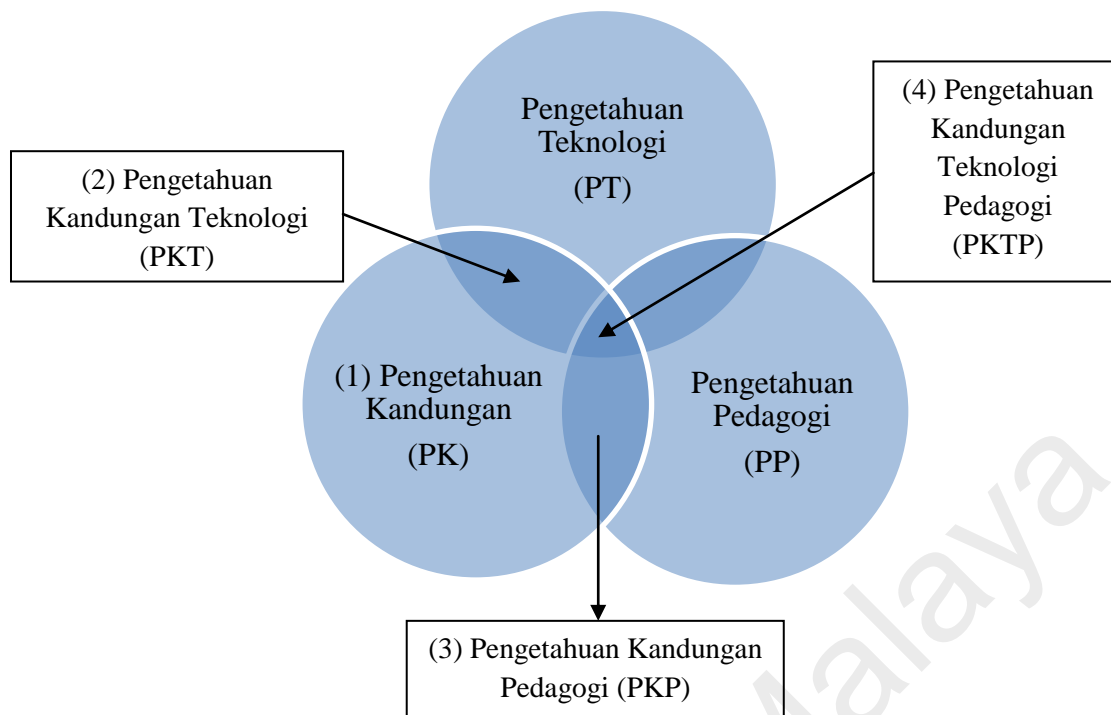 Pengetahuan
Teknologi
(PT)
(4) Pengetahuan
Kandungan
Teknologi
Pedagogi
(PKTP)
(2) Pengetahuan
Kandungan Teknologi
(PKT)
(1) Pengetahuan
Kandungan
(PK)
Pengetahuan
Pedagogi
(PP)
(3) Pengetahuan Kandungan
Pedagogi (PKP)
Malaya